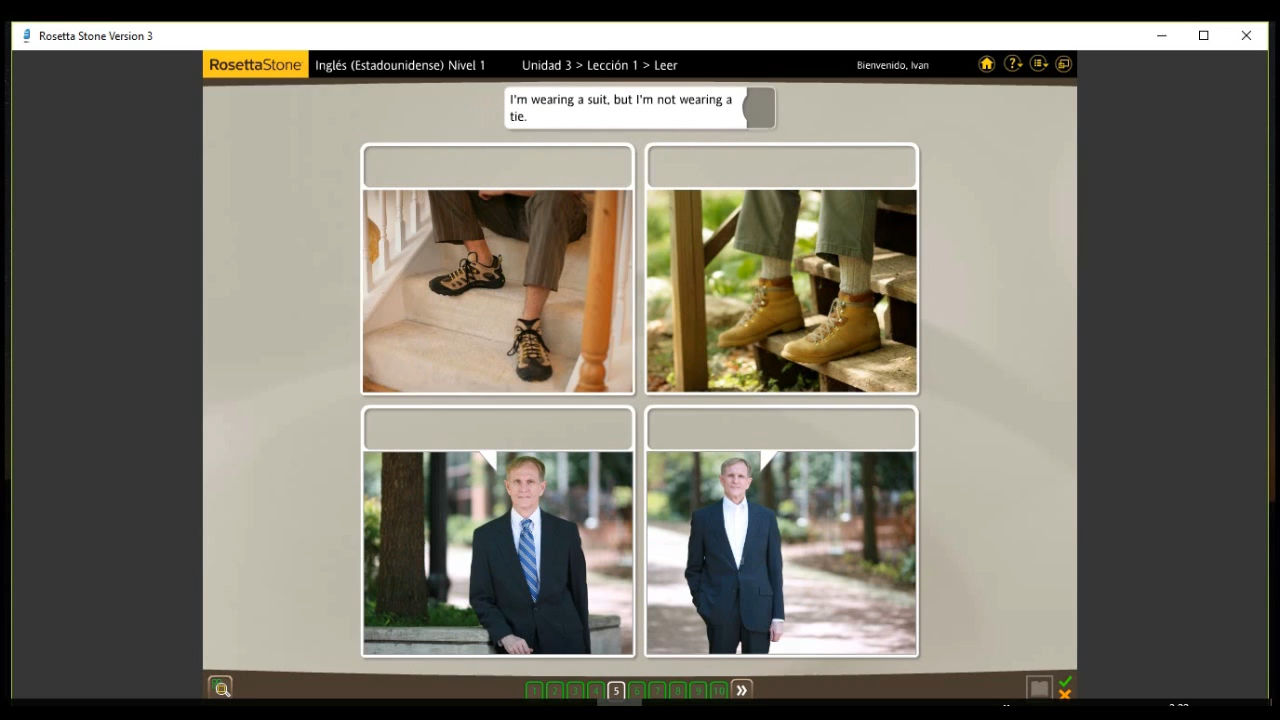 Rosetta Stone Version 3
RosettaStone Inglés (Estadounidense) Nivel 1 Unidad 3 > Lección 1 > Leer Bienvenido, Ivan
I'm wearing a suit, but I'm not wearing a
tie.
1 2 3 4 5 6 7 8 9 10